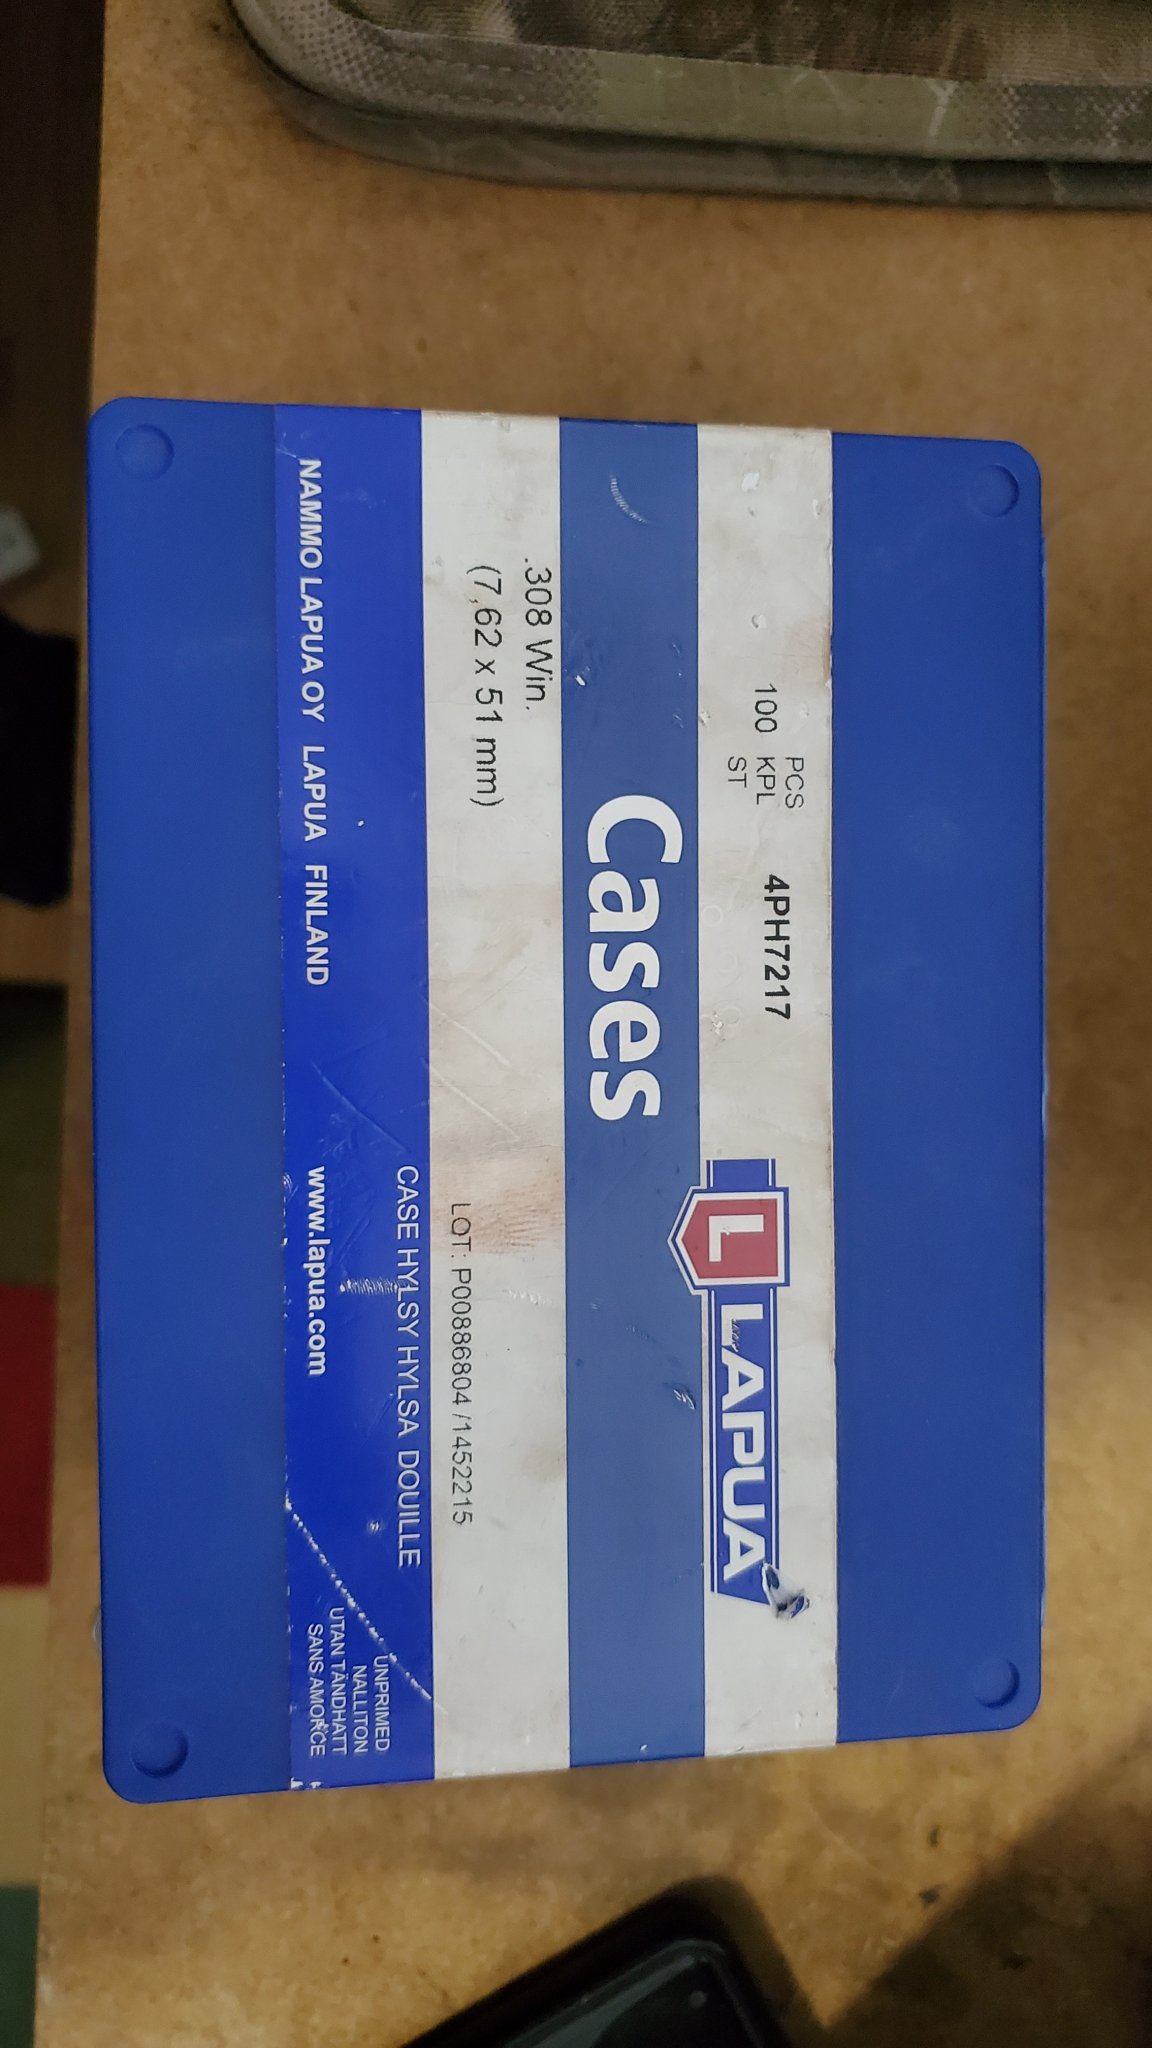 100
PCS
KPL
ST
4PH7217
L LAPUA
Cases
.308 Win.
(7,62 x 51 mm)
LOT: P00886804 /1452215
CASE HYLSY HYLSA DOUILLE
NAMMO LAPUA OY LAPUA FINLAND
www.lapua.com
UNPRIMED
NALLITON
UTAN TÄNDHATT
SANS AMORCE